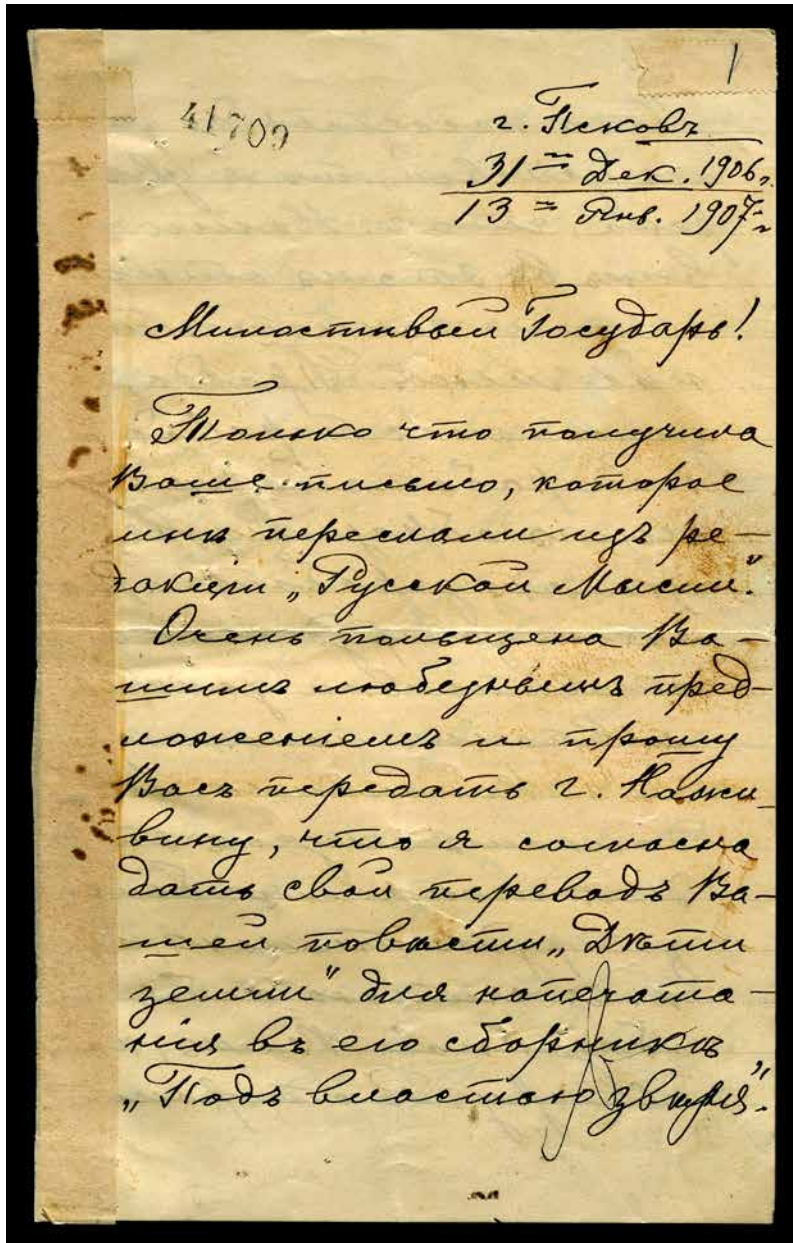 1
41709
г. Псковъ
31 = Дек. 1906 г.
13 = Янв. 1907 г.
Милостивый Государь!
Только что получила
Ваше письмо, которое
мнѣ переслали изъ ре-
дакціи „Русской Мысли".
Очень польщена Ва-
шимъ любезнымъ пред-
ложеніемъ и прошу
Васъ передать г. Нажи-
вину, что я согласна
дать свой переводъ Ва-
шей повѣсти „Дѣти
земли" для напечата-
нія въ его сборникѣ
„Подъ властью звѣря".